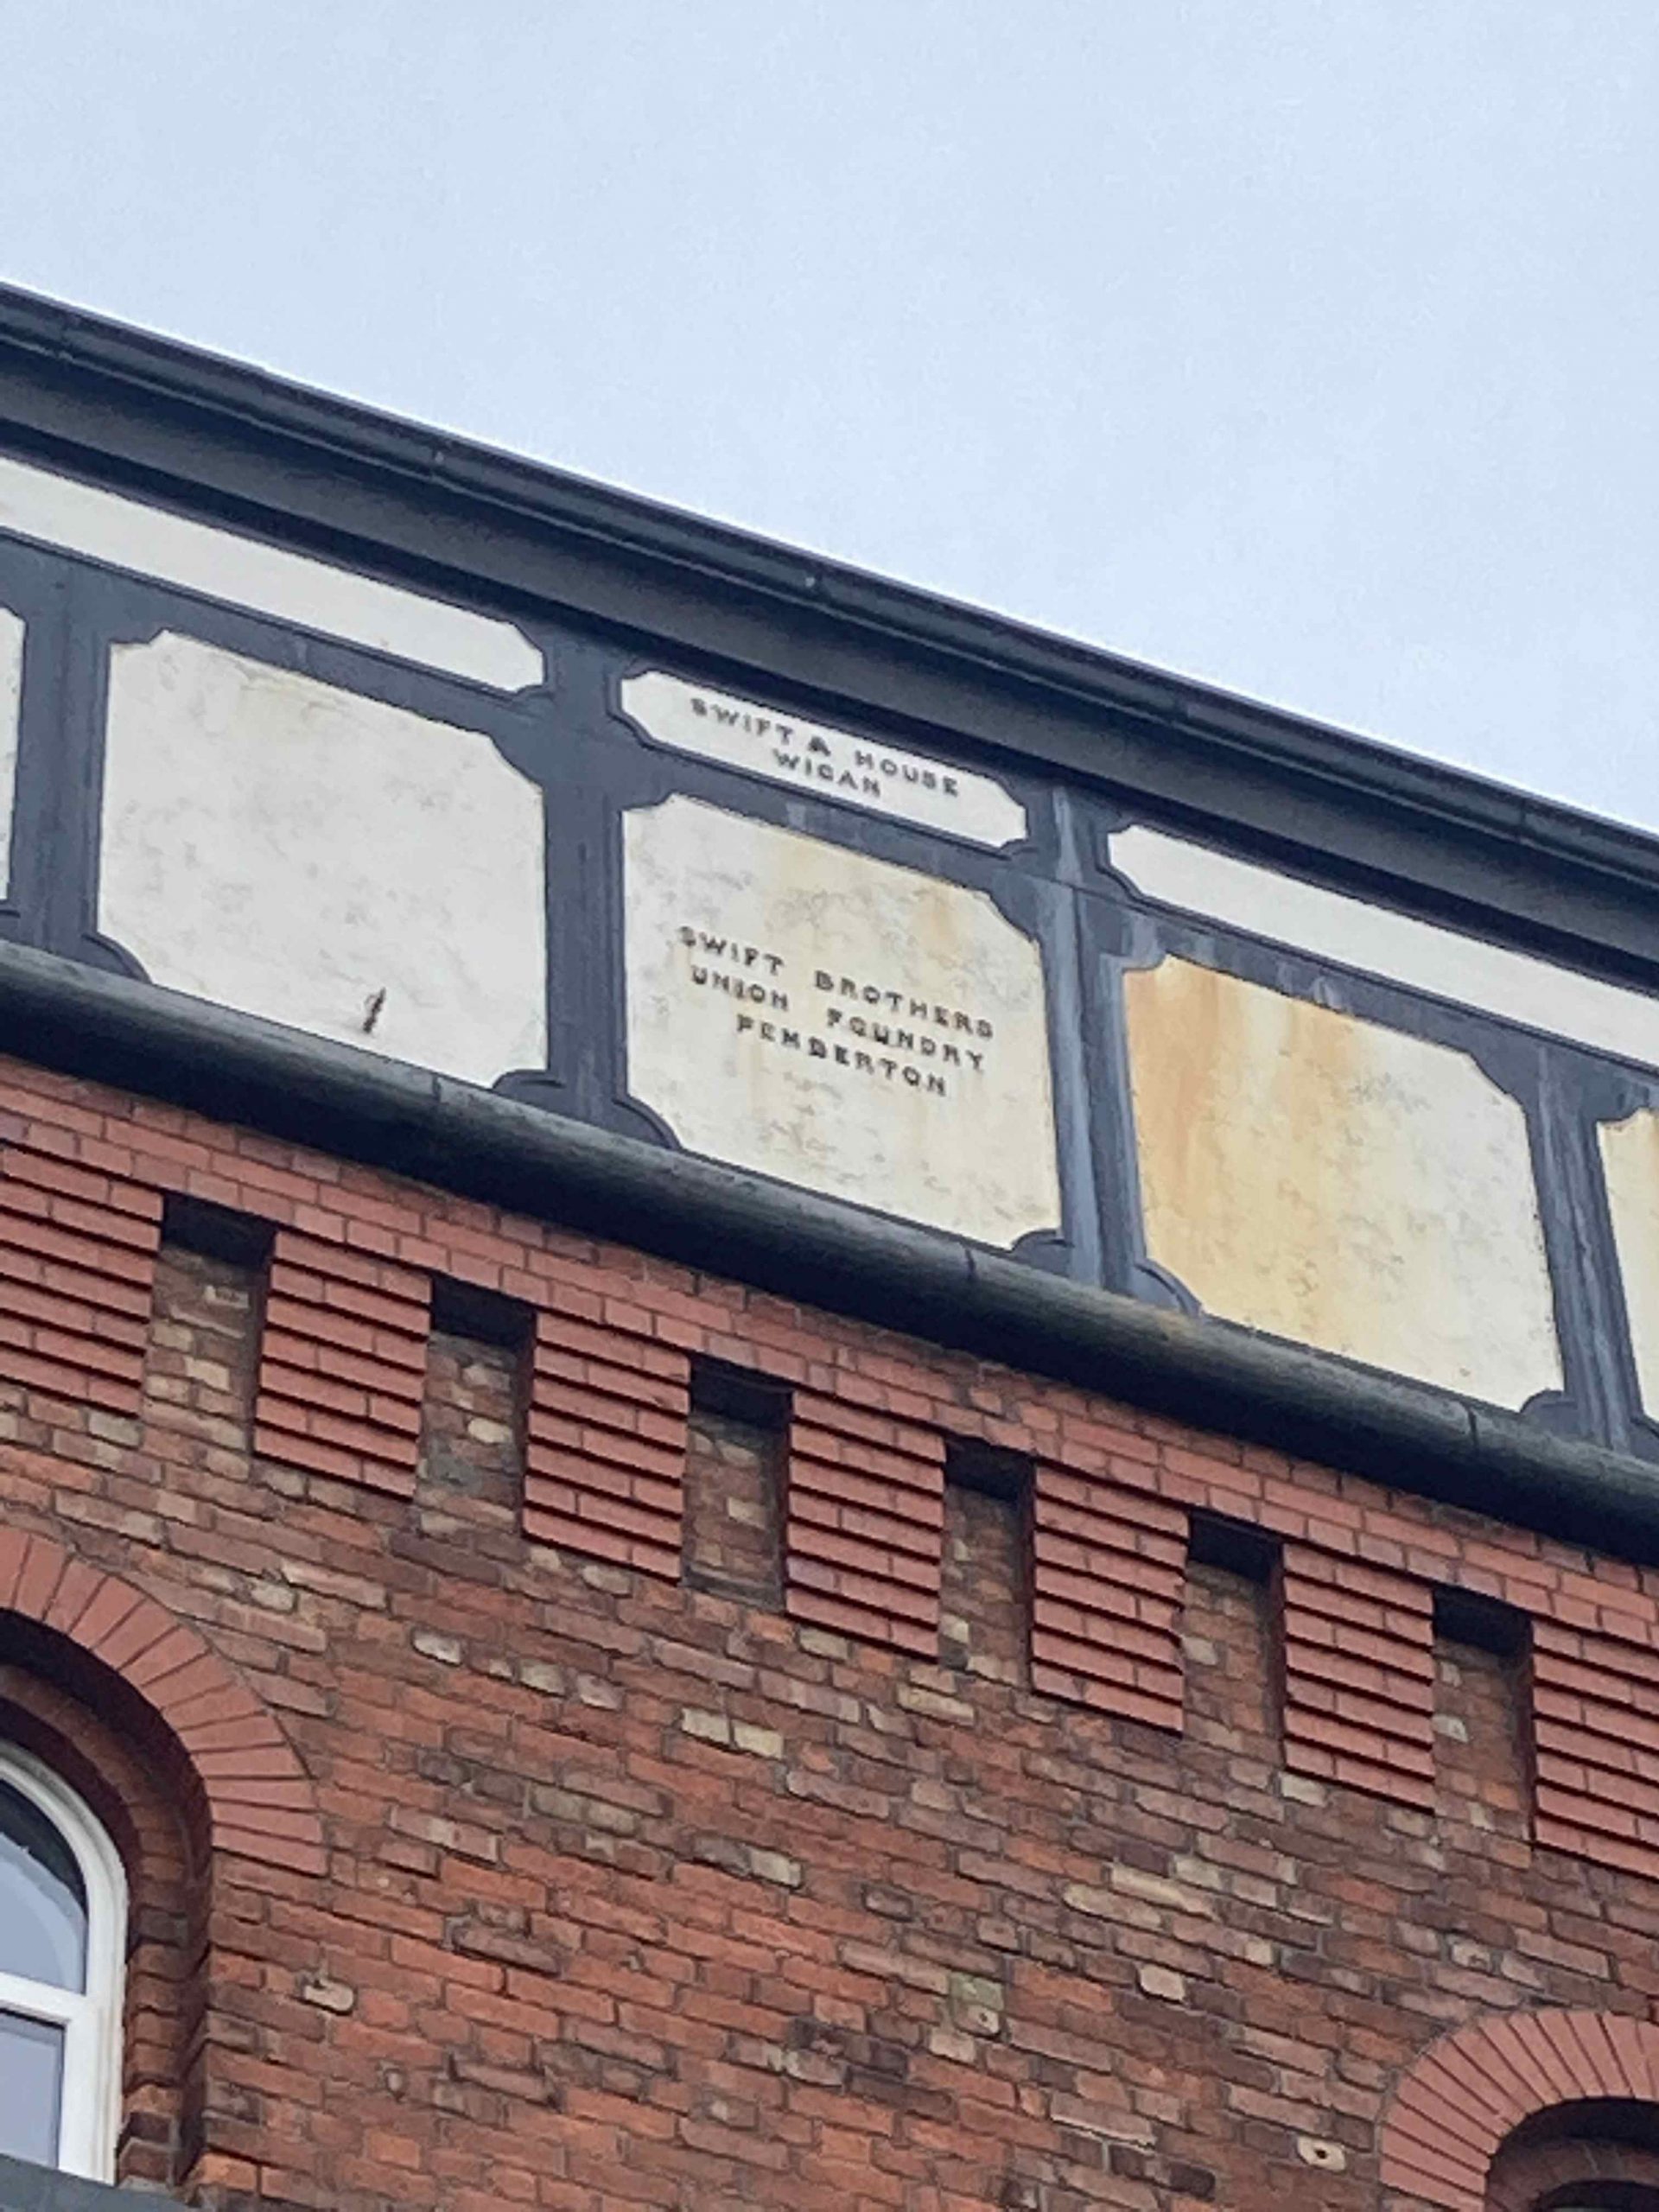 SWIFT & HOUSE
WIGAN
SWIFT BROTHERS
UNION FOUNDRY
PEMBERTON